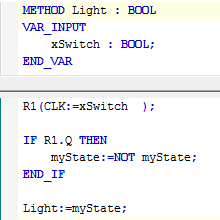 METHOD Light : BOOL
VAR_INPUT
xSwitch : BOOL;
END_VAR
R1(CLK:=xSwitch );
IF R1.Q THEN
myState:=NOT myState;
END_IF
Light:=myState;